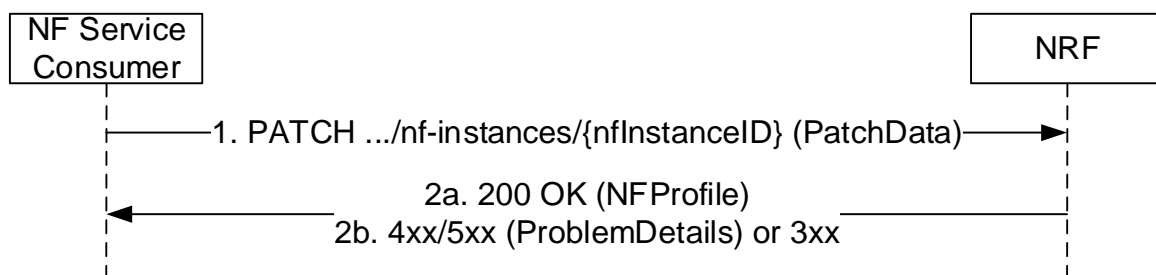 NF Service
Consumer
NRF
1. PATCH .../nf-instances/{nfInstanceID} (PatchData)
2a. 200 OK (NFProfile)
2b. 4xx/5xx (ProblemDetails) or 3xx